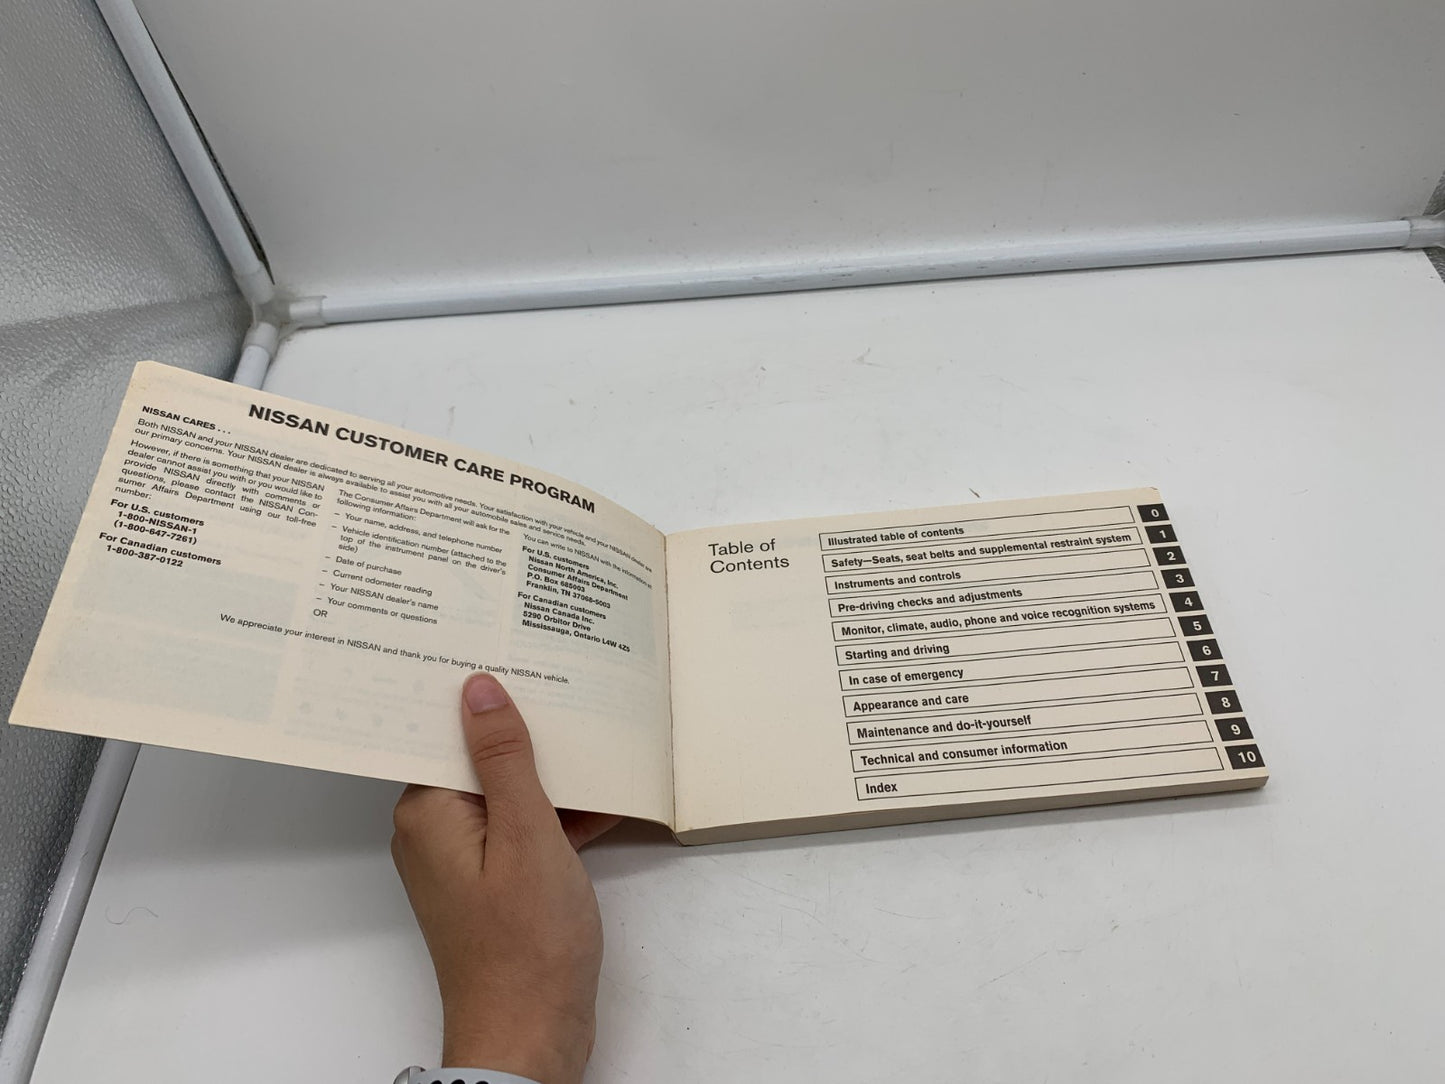 NISSAN CUSTOMER CARE PROGRAM
NISSAN CARES . . .
Both NISSAN and your NISSAN dealer are dedicated to serving all your automotive needs. Your satisfaction with your vehicle and your NISSAN dealer are
our primary concerns. Your NISSAN dealer is always available to assist you with all your automobile sales and service needs.
However, if there is something that your NISSAN
dealer cannot assist you with or you would like to
provide NISSAN directly with comments or
questions, please contact the NISSAN Con-
sumer Affairs Department using our toll-free
number:
For U.S. customers
1-800-NISSAN-1
(1-800-647-7261)
For Canadian customers
1-800-387-0122
The Consumer Affairs Department will ask for the
following information:
– Your name, address, and telephone number
– Vehicle identification number (attached to the
top of the instrument panel on the driver's
side)
– Date of purchase
– Current odometer reading
– Your NISSAN dealer's name
– Your comments or questions
OR
You can write to NISSAN with the information at:
For U.S. customers
Nissan North America, Inc.
Consumer Affairs Department
P.O. Box 685003
Franklin, TN 37068-5003
For Canadian customers
Nissan Canada Inc.
5290 Orbitor Drive
Mississauga, Ontario L4W 4Z5
We appreciate your interest in NISSAN and thank you for buying a quality NISSAN vehicle.
Table of
Contents
Illustrated table of contents 0
Safety—Seats, seat belts and supplemental restraint system 1
Instruments and controls 2
Pre-driving checks and adjustments 3
Monitor, climate, audio, phone and voice recognition systems 4
Starting and driving 5
In case of emergency 6
Appearance and care 7
Maintenance and do-it-yourself 8
Technical and consumer information 9
Index 10